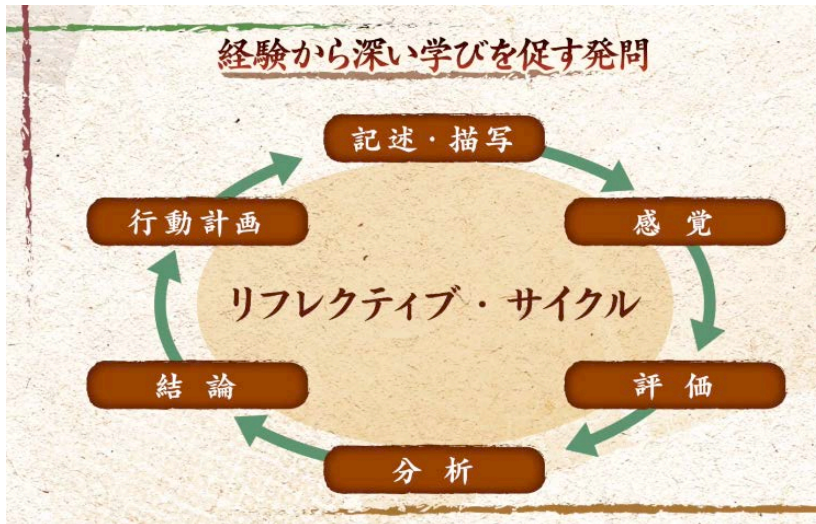 経験から深い学びを促す発問
記述・描写
感覚
評価
分析
結論
行動計画
リフレクティブ・サイクル